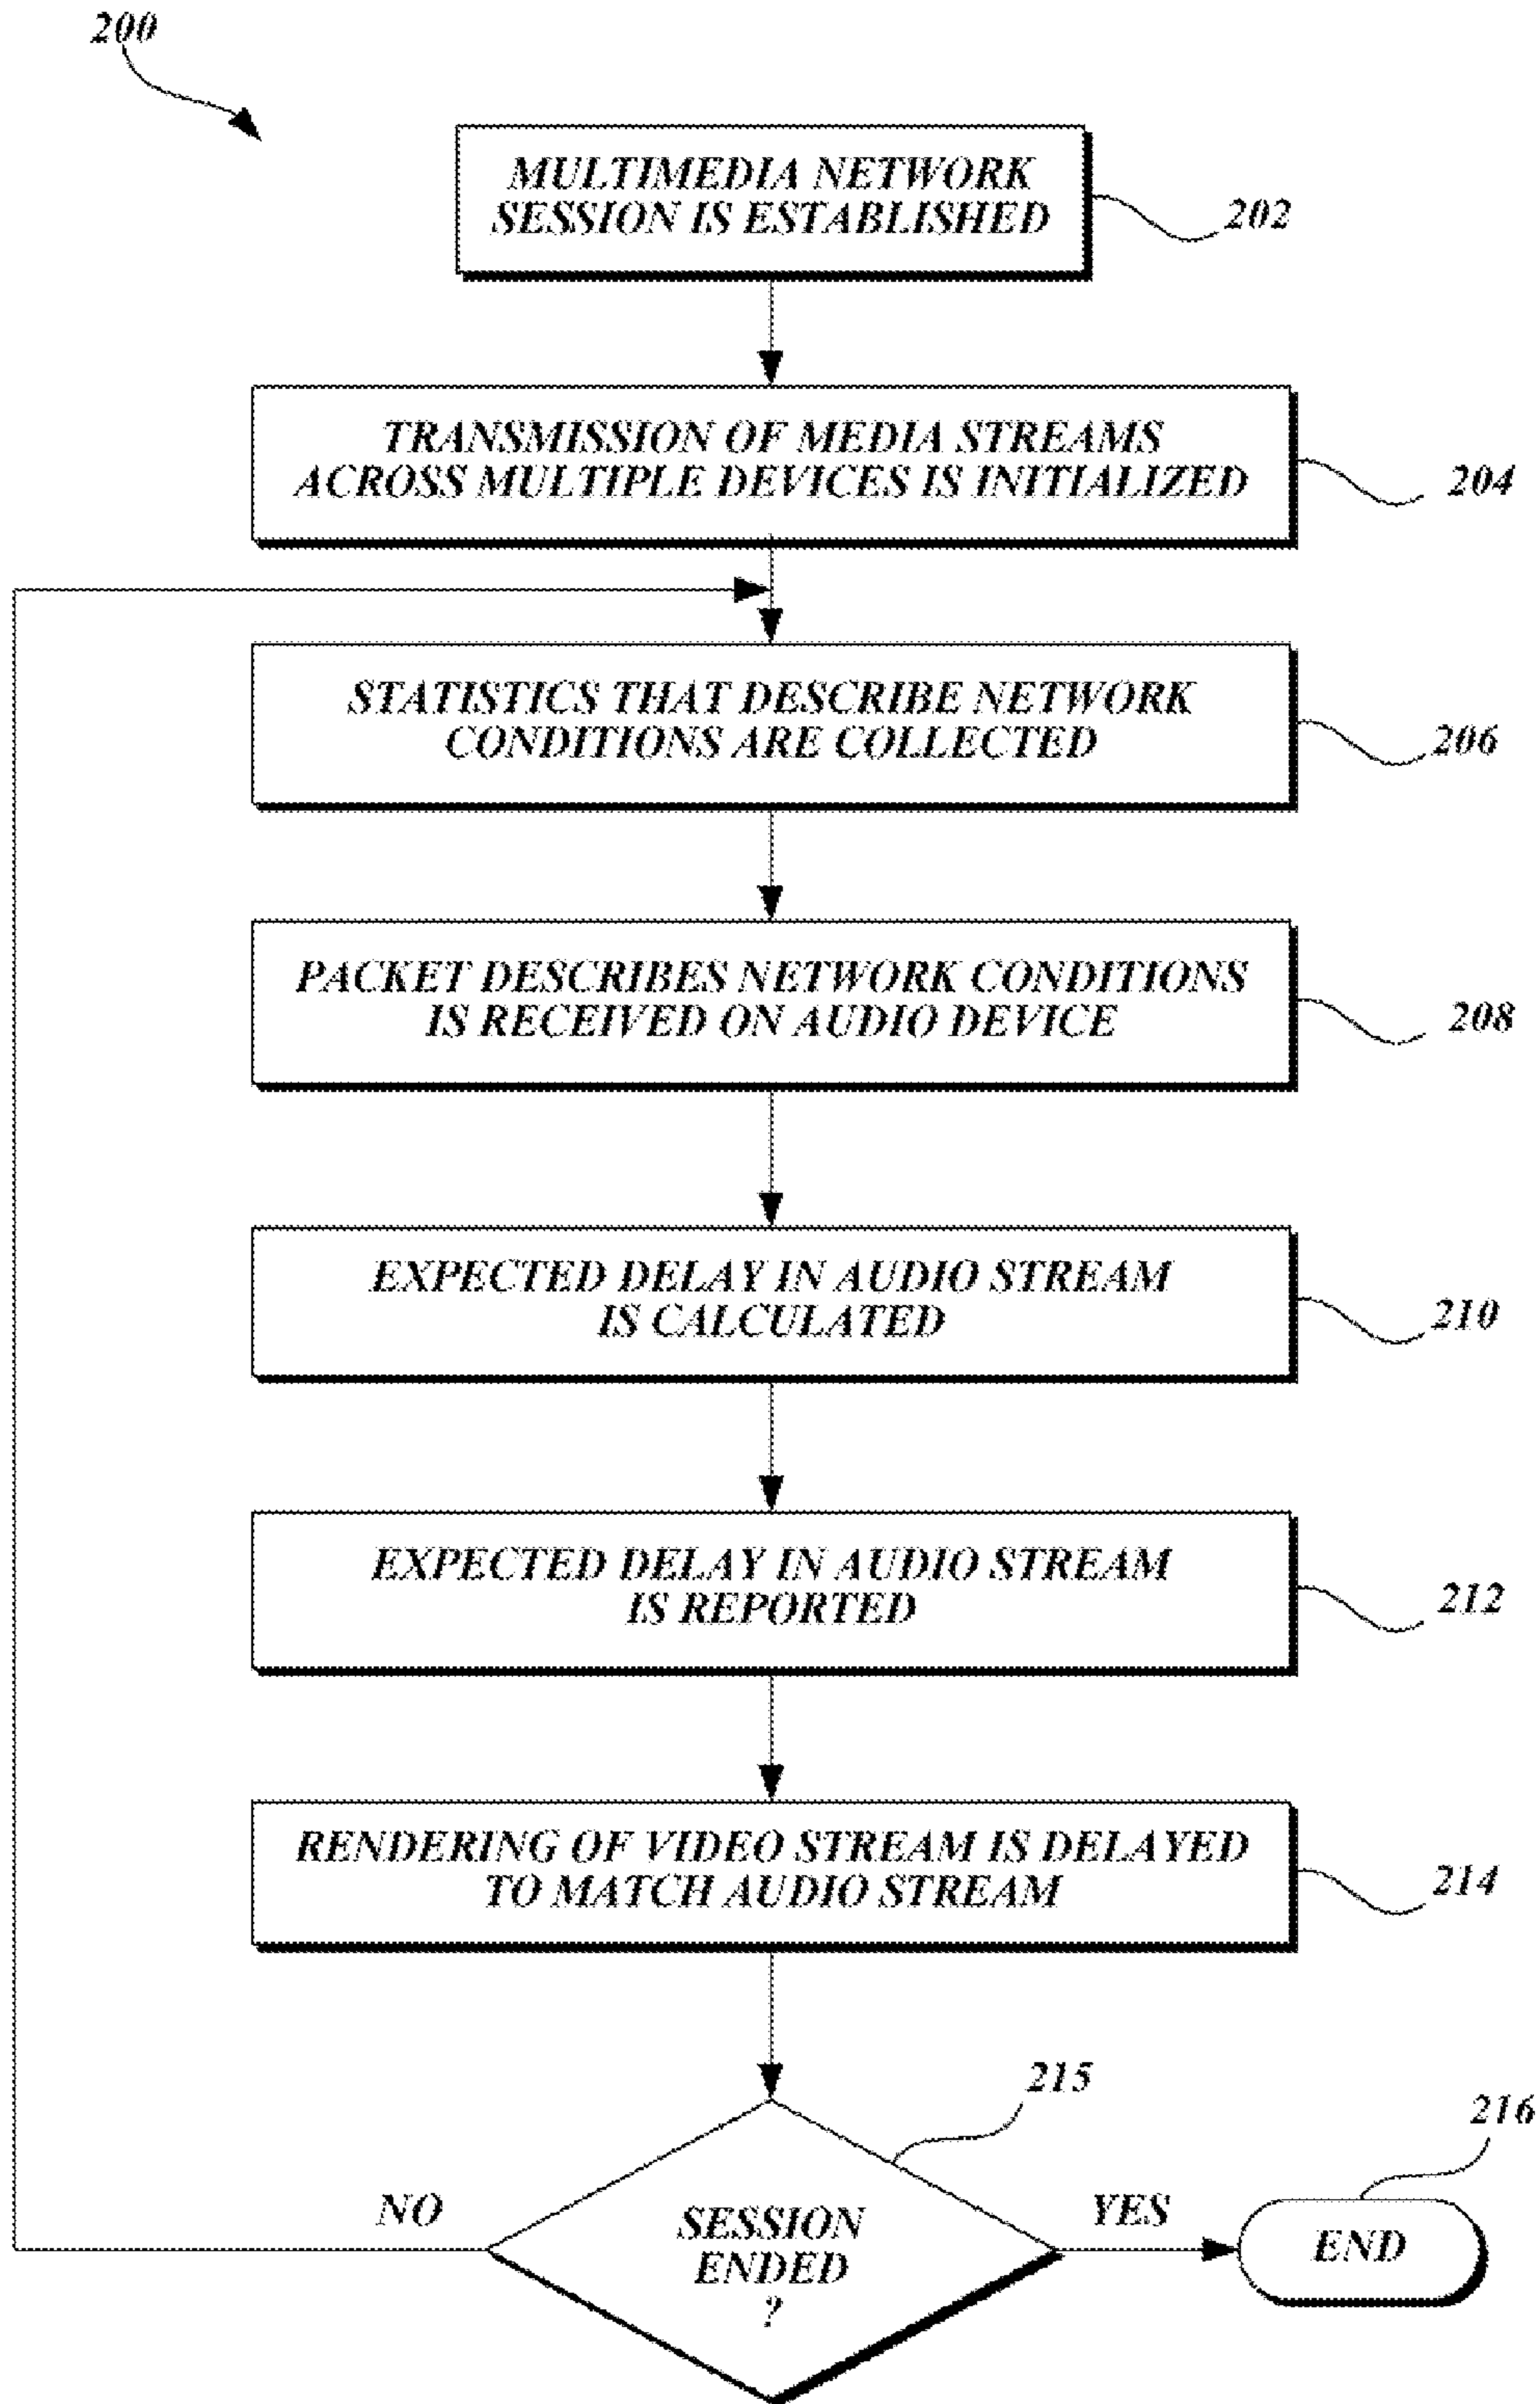 200
MULTIMEDIA NETWORK
SESSION IS ESTABLISHED
202
TRANSMISSION OF MEDIA STREAMS
ACROSS MULTIPLE DEVICES IS INITIALIZED
204
STATISTICS THAT DESCRIBE NETWORK
CONDITIONS ARE COLLECTED
206
PACKET DESCRIBES NETWORK CONDITIONS
IS RECEIVED ON AUDIO DEVICE
208
EXPECTED DELAY IN AUDIO STREAM
IS CALCULATED
210
EXPECTED DELAY IN AUDIO STREAM
IS REPORTED
212
RENDERING OF VIDEO STREAM IS DELAYED
TO MATCH AUDIO STREAM
214
215
216
NO
SESSION
ENDED
?
YES
END